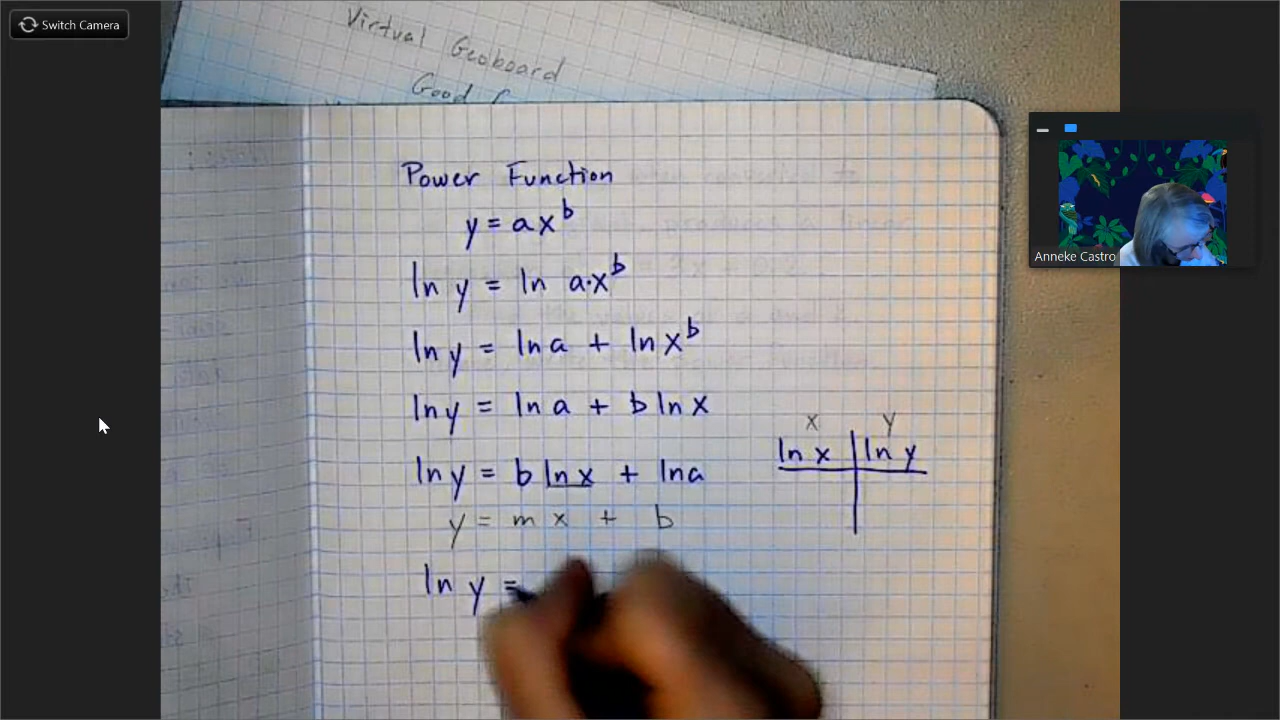 Switch Camera
Virtual Geoboard
Good
Power Function
y = ax^b
ln y = ln a·x^b
ln y = ln a + ln x^b
ln y = ln a + b ln x
ln y = b ln x + ln a
y = m x + b
ln y =
x y
ln x ln y
Anneke Castro